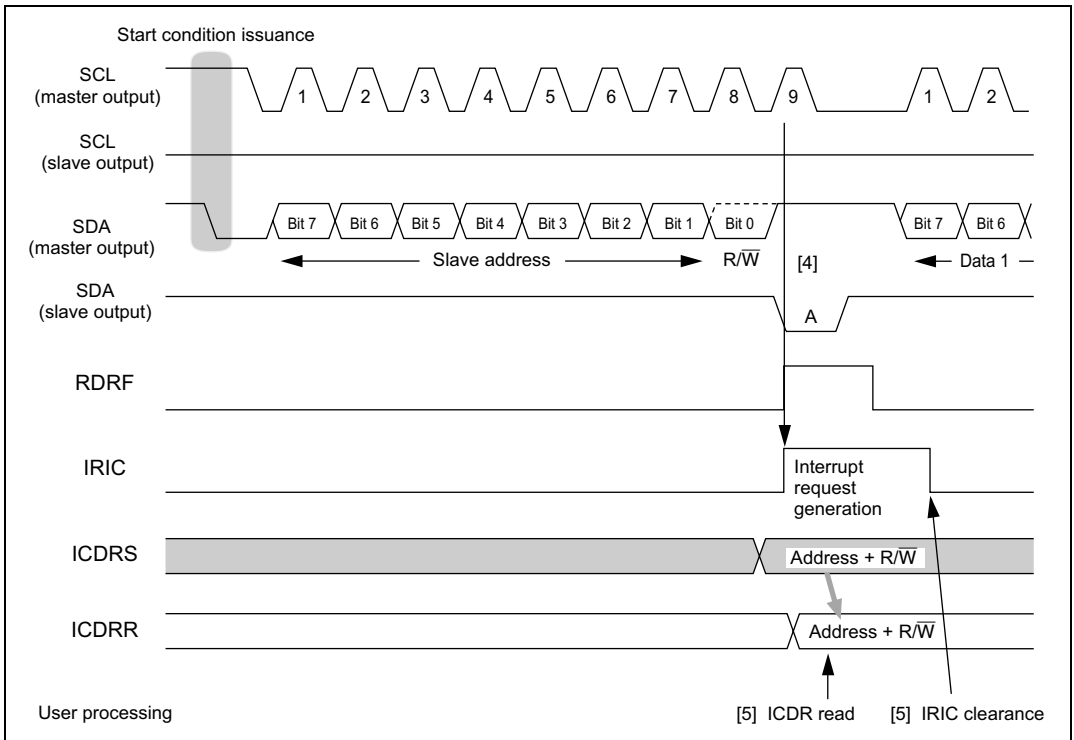 Start condition issuance
SCL
(master output)
1 2 3 4 5 6 7 8 9 1 2
SCL
(slave output)
SDA
(master output)
Bit 7 Bit 6 Bit 5 Bit 4 Bit 3 Bit 2 Bit 1 Bit 0 Bit 7 Bit 6
Slave address R/W̅ [4] Data 1
SDA
(slave output)
A
RDRF
IRIC
Interrupt
request
generation
ICDRS
Address + R/W̅
ICDRR
Address + R/W̅
User processing
[5] ICDR read
[5] IRIC clearance